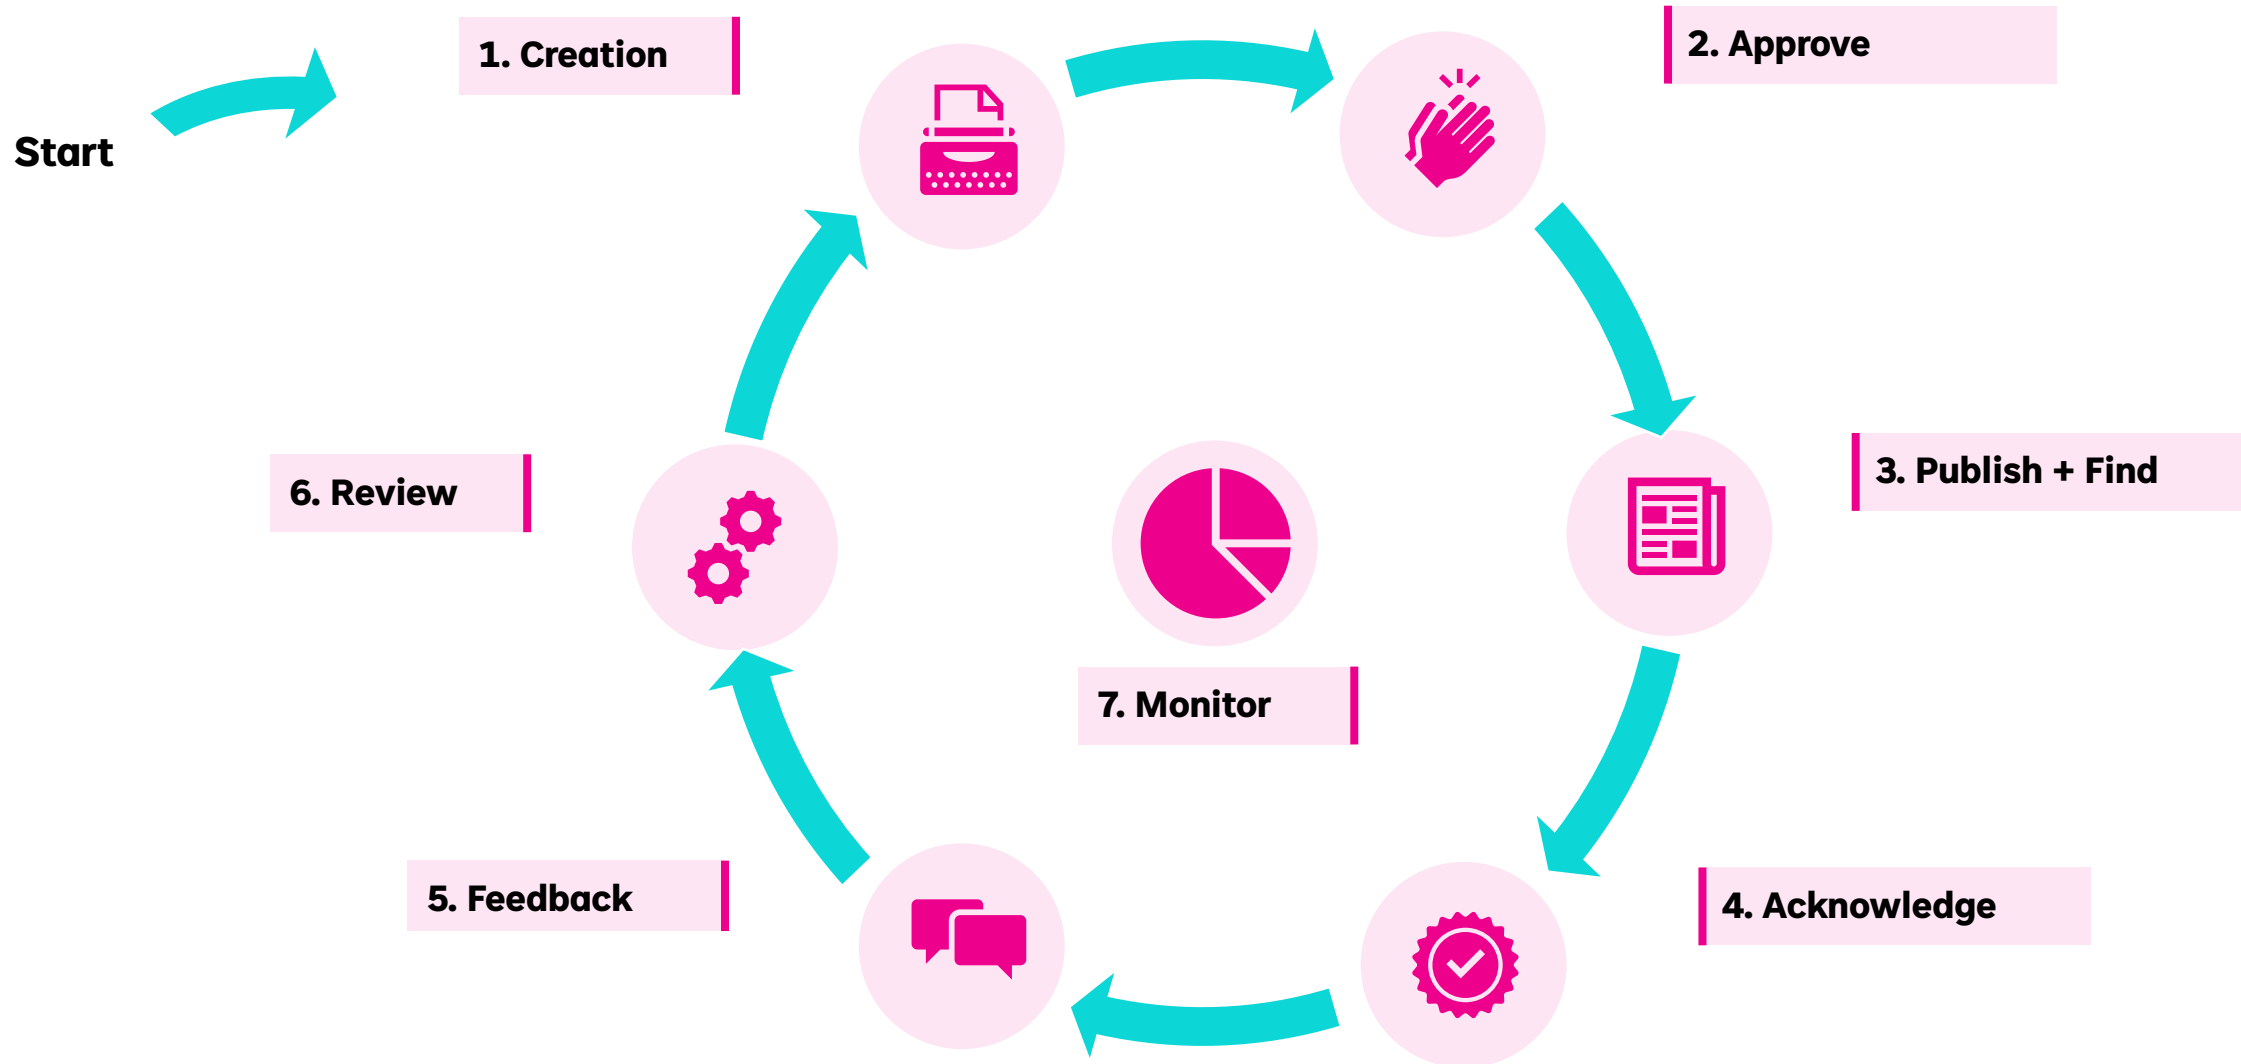 Start
1. Creation
2. Approve
3. Publish + Find
4. Acknowledge
5. Feedback
6. Review
7. Monitor